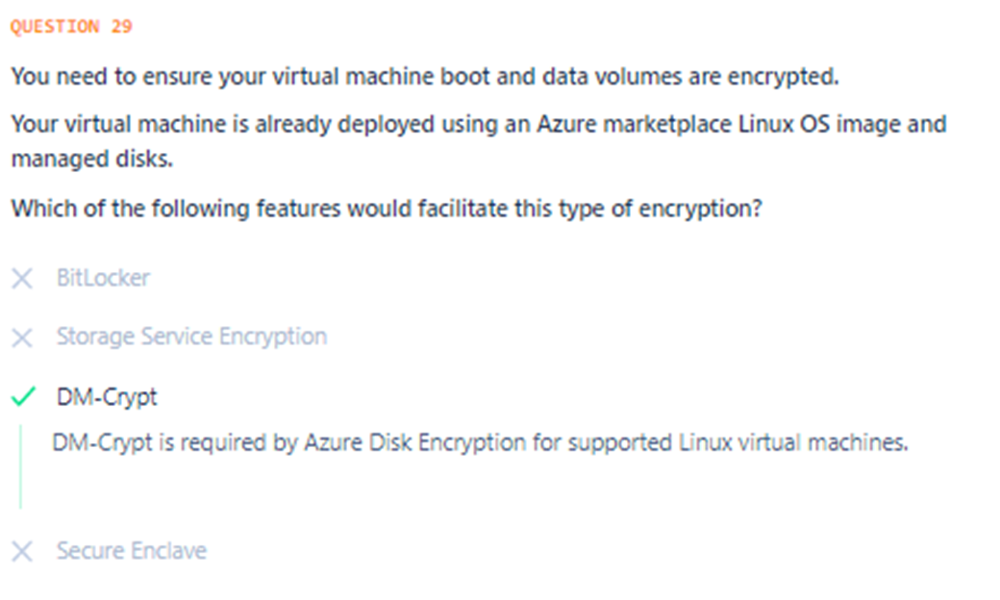 QUESTION 29
You need to ensure your virtual machine boot and data volumes are encrypted.
Your virtual machine is already deployed using an Azure marketplace Linux OS image and
managed disks.
Which of the following features would facilitate this type of encryption?
BitLocker
Storage Service Encryption
DM-Crypt
DM-Crypt is required by Azure Disk Encryption for supported Linux virtual machines.
Secure Enclave